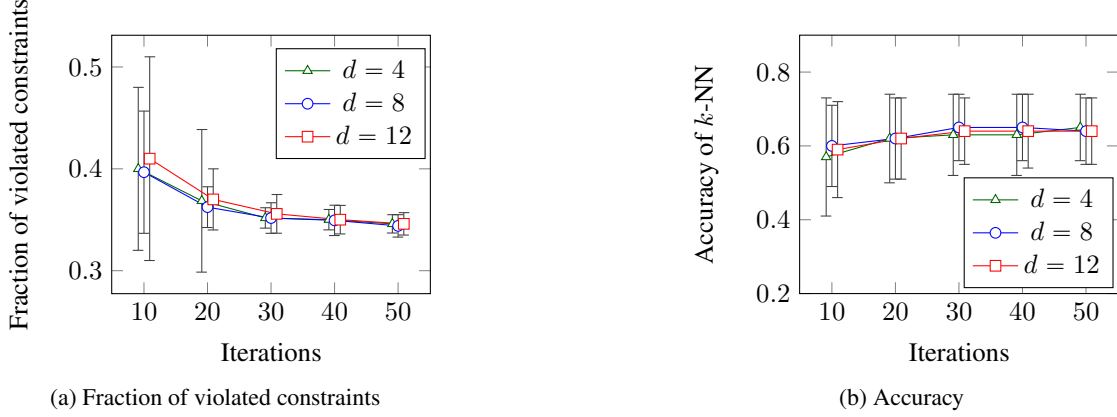 Fraction of violated constraints
0.5
0.4
0.3
10 20 30 40 50
Iterations
d = 4
d = 8
d = 12
(a) Fraction of violated constraints
Accuracy of k-NN
0.8
0.6
0.4
0.2
10 20 30 40 50
Iterations
d = 4
d = 8
d = 12
(b) Accuracy